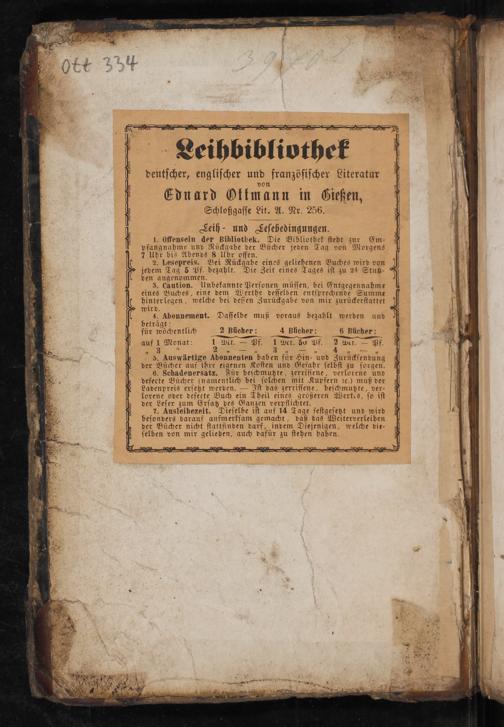 Ott 334
Leihbibliothek
deutscher, englischer und französischer Literatur
von
Eduard Ottmann in Gießen,
Schloßgasse Lit. A. Nr. 256.
Leih- und Lesebedingungen.
1. Offensein der Bibliothek. Die Bibliothek steht zur Em-
pfangnahme und Rückgabe der Bücher jeden Tag von Morgens
7 Uhr bis Abends 8 Uhr offen.
2. Lesepreis. Bei Rückgabe eines geliehenen Buches wird von
jedem Tag 5 Pf. bezahlt. Die Zeit eines Tages ist zu 24 Stun-
den angenommen.
3. Caution. Unbekannte Personen müssen, bei Entgegennahme
eines Buches, eine dem Werthe desselben entsprechende Summe
hinterlegen, welche bei dessen Zurückgabe von mir zurückerstattet
wird.
4. Abonnement. Dasselbe muß voraus bezahlt werden und
beträgt:
für wöchentlich 2 Bücher: 4 Bücher: 6 Bücher:
auf 1 Monat: 1 Mk. — Pf. 1 Mk. 50 Pf. 2 Mk. — Pf.
" 3 " 2 " — " 3 " — " 4 " — "
5. Auswärtige Abonnenten haben für Hin- und Zurücksendung
der Bücher auf ihre eigenen Kosten und Gefahr selbst zu sorgen.
6. Schadenersatz. Für beschmutzte, zerrissene, verlorene und
defecte Bücher (namentlich bei solchen mit Kupfern ꝛc.) muß der
Ladenpreis ersetzt werden. — Ist das zerrissene, beschmutzte, ver-
lorene oder defecte Buch ein Theil eines größeren Werkes, so ist
der Leser zum Ersatz des Ganzen verpflichtet.
7. Ausleihezeit. Dieselbe ist auf 14 Tage festgesetzt und wird
besonders darauf aufmerksam gemacht, daß das Weiterverleihen
der Bücher nicht stattfinden darf, indem Diejenigen, welche die-
selben von mir geliehen, auch dafür zu stehen haben.